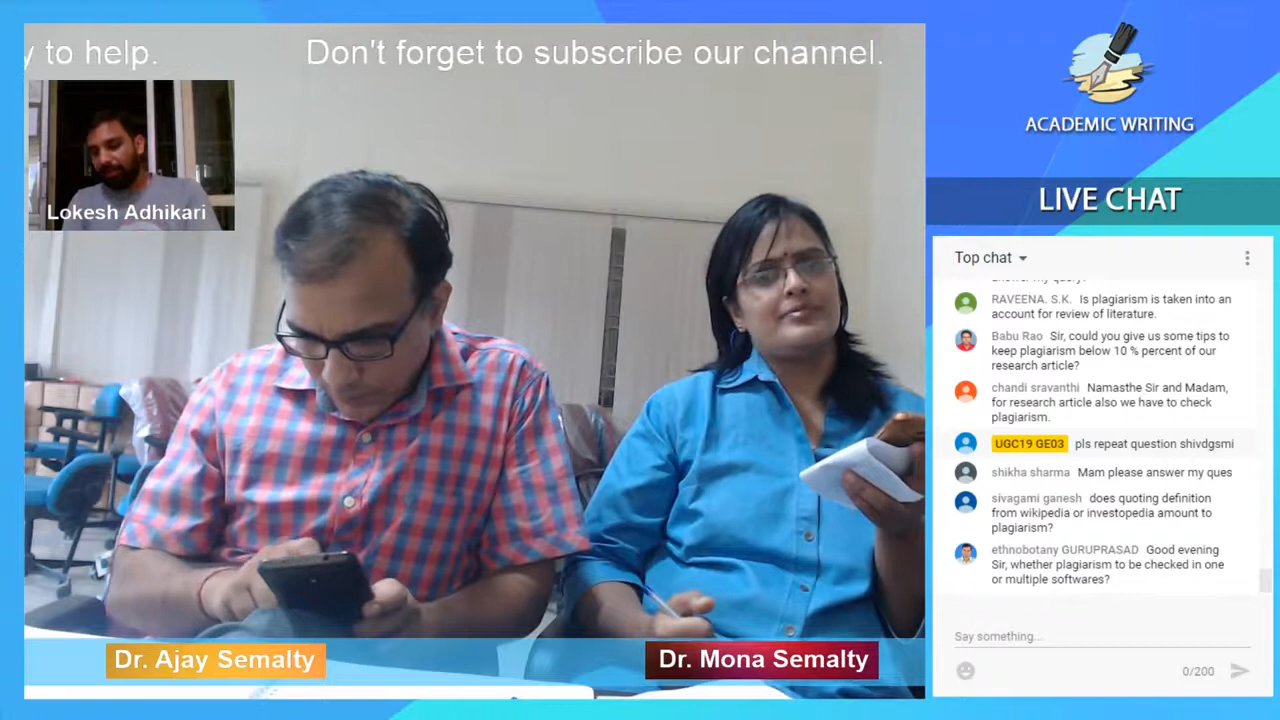 y to help. Don't forget to subscribe our channel.
Lokesh Adhikari
Dr. Ajay Semalty
Dr. Mona Semalty
ACADEMIC WRITING
LIVE CHAT
Top chat
RAVEENA. S.K. Is plagiarism is taken into an
account for review of literature.
Babu Rao Sir, could you give us some tips to
keep plagiarism below 10 % percent of our
research article?
chandi sravanthi Namasthe Sir and Madam,
for research article also we have to check
plagiarism.
UGC19 GE03 pls repeat question shivdgsmi
shikha sharma Mam please answer my ques
sivagami ganesh does quoting definition
from wikipedia or investopedia amount to
plagiarism?
ethnobotany GURUPRASAD Good evening
Sir, whether plagiarism to be checked in one
or multiple softwares?
Say something...
0/200